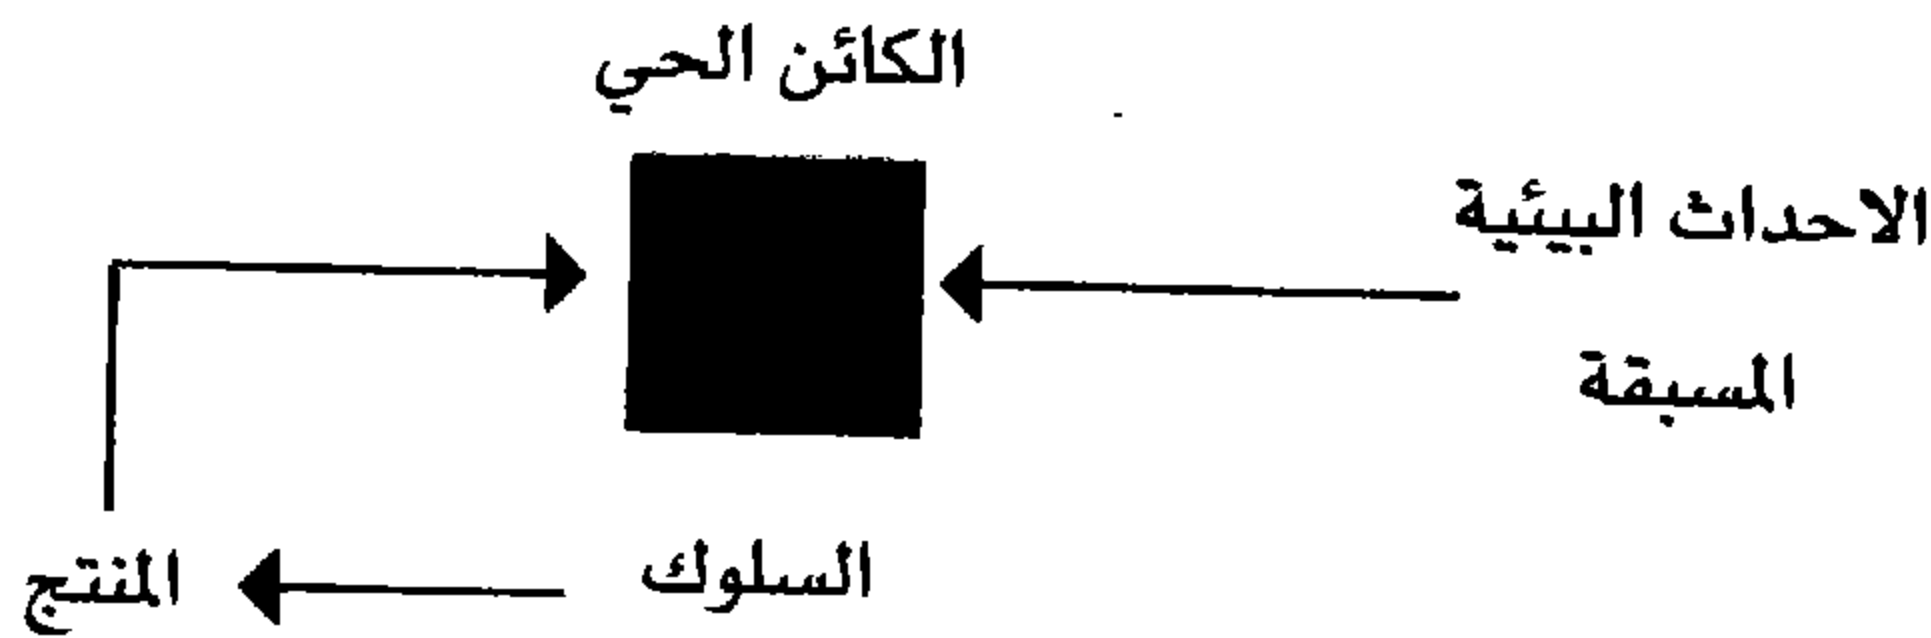 الكائن الحي
الاحداث البيئية
المسبقة
السلوك
المنتج